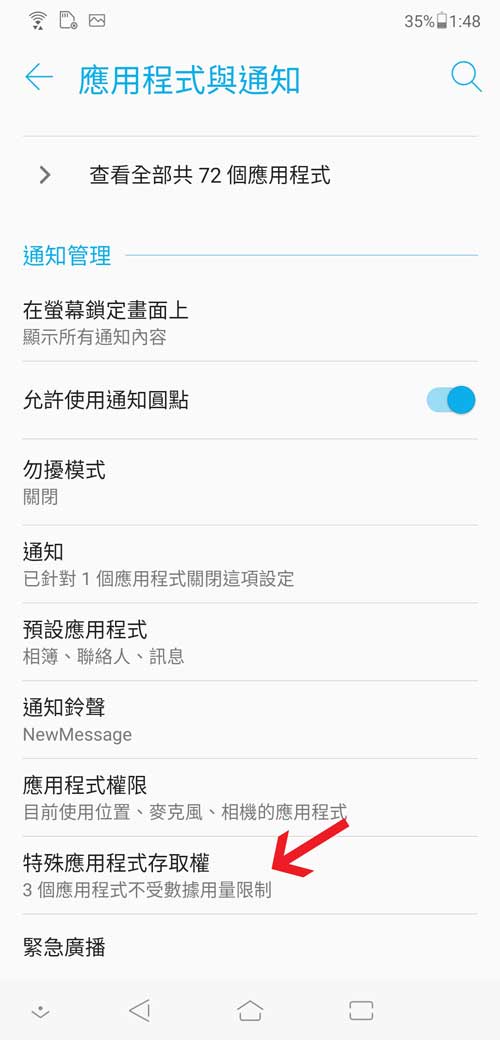 35% 1:48
應用程式與通知
查看全部共 72 個應用程式
通知管理
在螢幕鎖定畫面上
顯示所有通知內容
允許使用通知圓點
勿擾模式
關閉
通知
已針對 1 個應用程式關閉這項設定
預設應用程式
相簿、聯絡人、訊息
通知鈴聲
NewMessage
應用程式權限
目前使用位置、麥克風、相機的應用程式
特殊應用程式存取權
3 個應用程式不受數據用量限制
緊急廣播